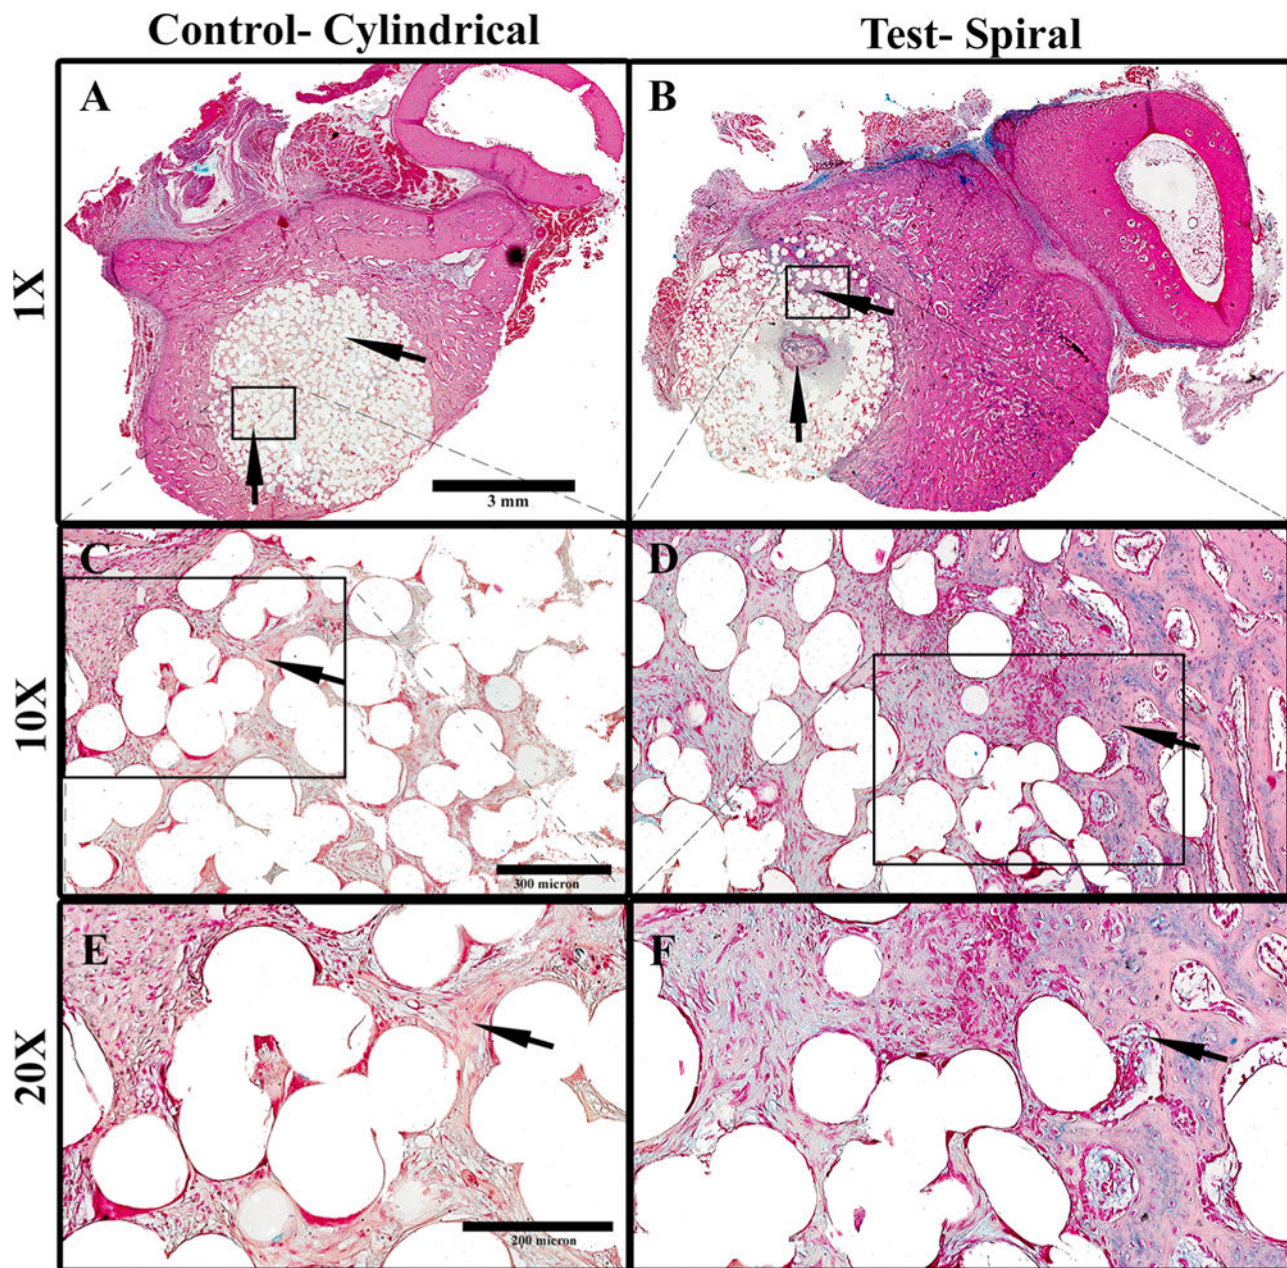 Control- Cylindrical
Test- Spiral
1X
A
B
3 mm
10X
C
D
300 micron
20X
E
F
200 micron